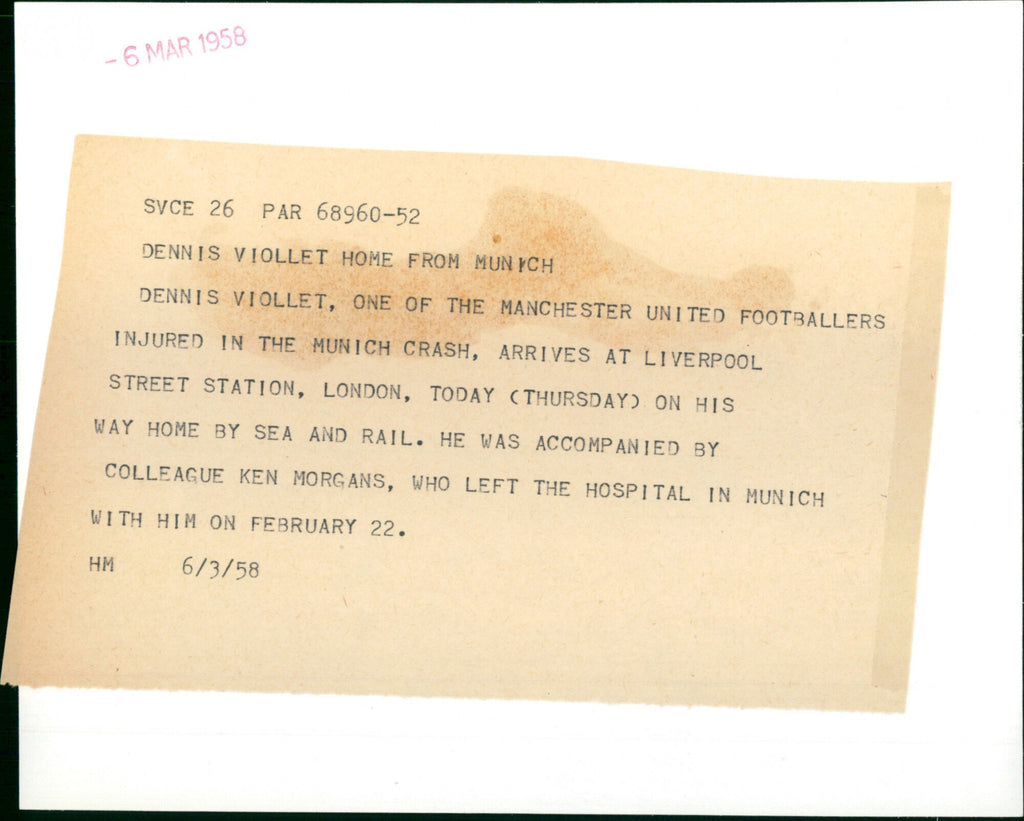 - 6 MAR 1958
SVCE 26 PAR 68960-52
DENNIS VIOLLET HOME FROM MUNICH
DENNIS VIOLLET, ONE OF THE MANCHESTER UNITED FOOTBALLERS
INJURED IN THE MUNICH CRASH, ARRIVES AT LIVERPOOL
STREET STATION, LONDON, TODAY (THURSDAY) ON HIS
WAY HOME BY SEA AND RAIL. HE WAS ACCOMPANIED BY
COLLEAGUE KEN MORGANS, WHO LEFT THE HOSPITAL IN MUNICH
WITH HIM ON FEBRUARY 22.
HM 6/3/58